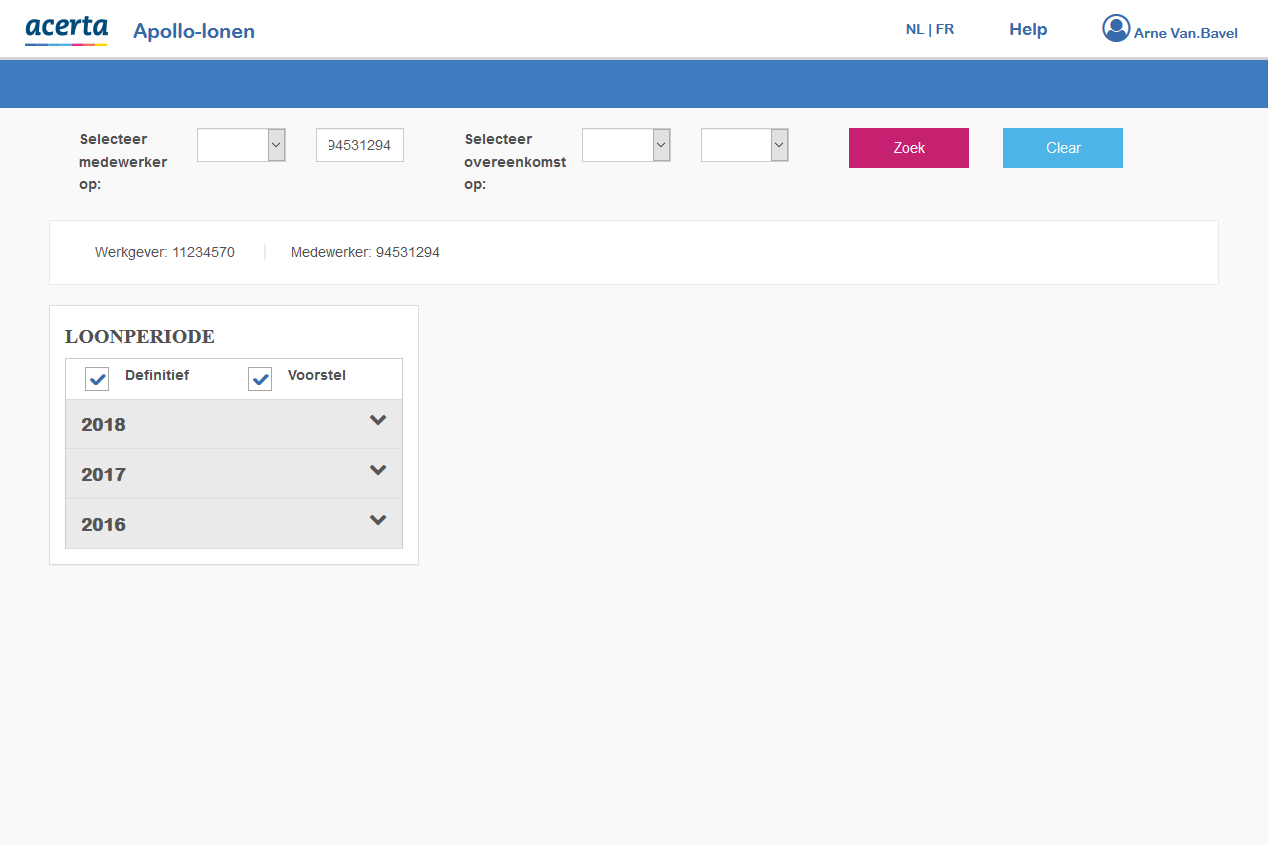 acerta
Apollo-lonen
NL | FR
Help
Arne Van.Bavel
Selecteer
medewerker
op:
94531294
Selecteer
overeenkomst
op:
Zoek
Clear
Werkgever: 11234570
Medewerker: 94531294
LOONPERIODE
Definitief
Voorstel
2018
2017
2016